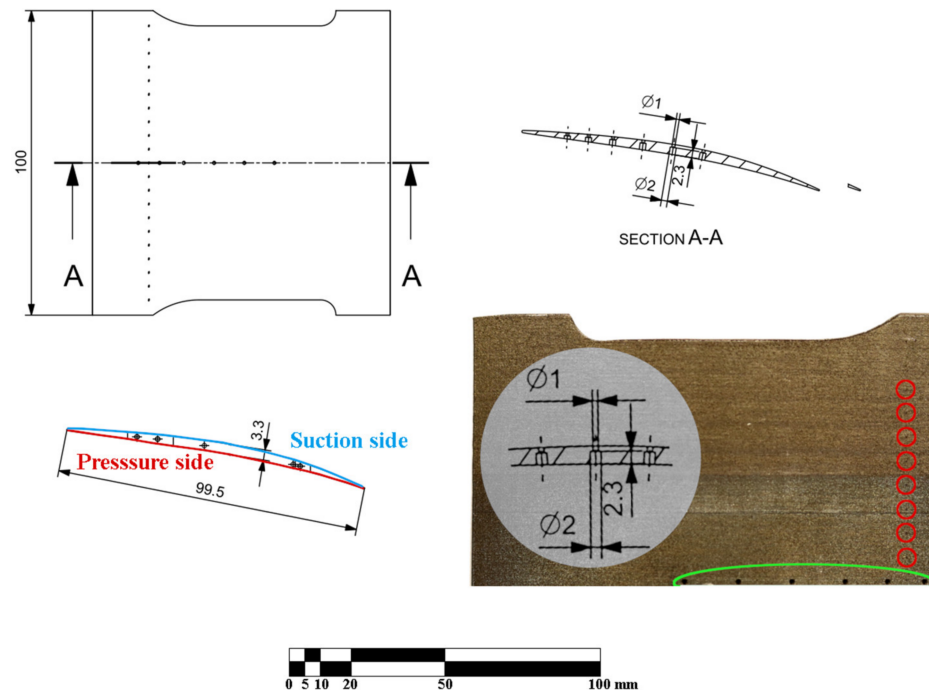 100
A
A
Ø1
Ø2
2.3
SECTION A-A
3.3
Suction side
Presssure side
99.5
Ø1
2.3
Ø2
0 5 10 20 50 100 mm